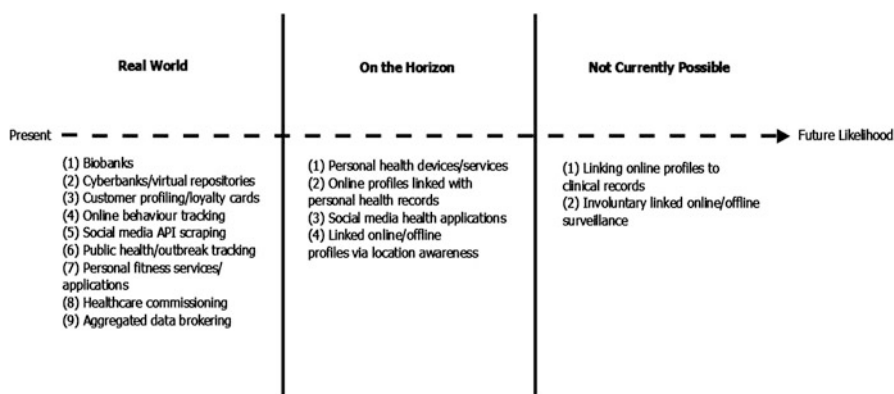 Real World
On the Horizon
Not Currently Possible
Present
Future Likelihood
(1) Biobanks
(2) Cyberbanks/virtual repositories
(3) Customer profiling/loyalty cards
(4) Online behaviour tracking
(5) Social media API scraping
(6) Public health/outbreak tracking
(7) Personal fitness services/
applications
(8) Healthcare commissioning
(9) Aggregated data brokering
(1) Personal health devices/services
(2) Online profiles linked with
personal health records
(3) Social media health applications
(4) Linked online/offline
profiles via location awareness
(1) Linking online profiles to
clinical records
(2) Involuntary linked online/offline
surveillance